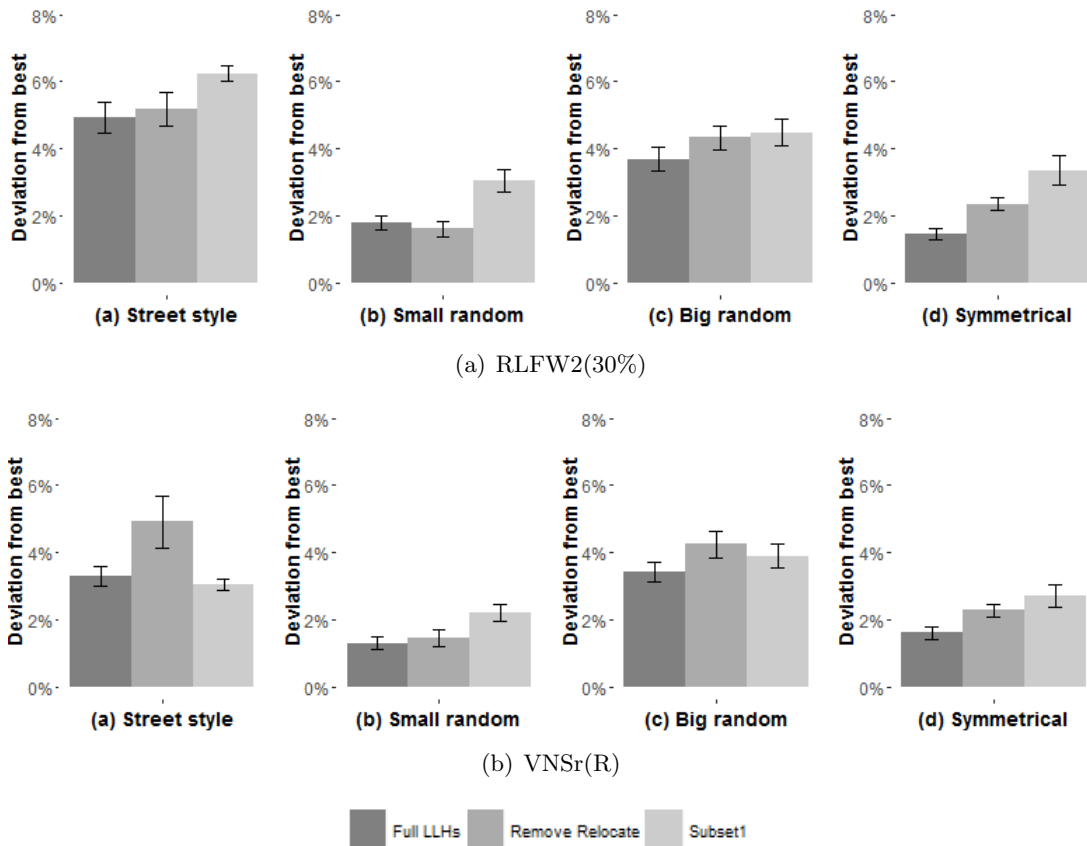 8%
6%
4%
2%
0%
Deviation from best
(a) Street style
8%
6%
4%
2%
0%
Deviation from best
(b) Small random
8%
6%
4%
2%
0%
Deviation from best
(c) Big random
8%
6%
4%
2%
0%
Deviation from best
(d) Symmetrical
(a) RLFW2(30%)
8%
6%
4%
2%
0%
Deviation from best
(a) Street style
8%
6%
4%
2%
0%
Deviation from best
(b) Small random
8%
6%
4%
2%
0%
Deviation from best
(c) Big random
8%
6%
4%
2%
0%
Deviation from best
(d) Symmetrical
(b) VNSr(R)
Full LLHs Remove Relocate Subset1